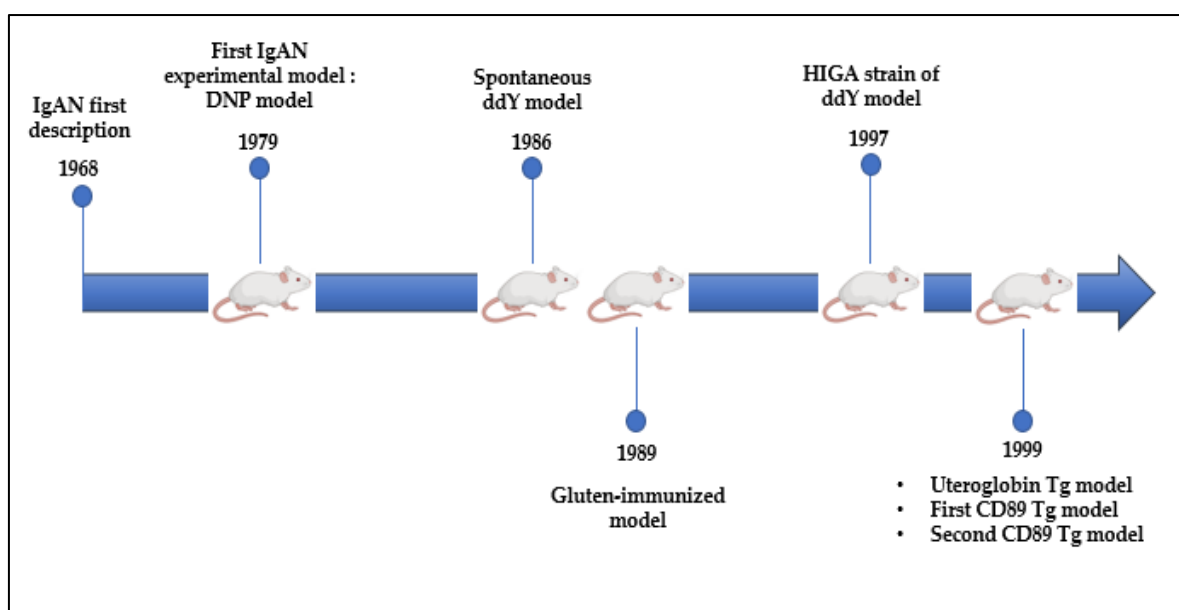 IgAN first
description
1968
First IgAN
experimental model :
DNP model
1979
Spontaneous
ddY model
1986
1989
Gluten-immunized
model
HIGA strain of
ddY model
1997
1999
• Uteroglobin Tg model
• First CD89 Tg model
• Second CD89 Tg model